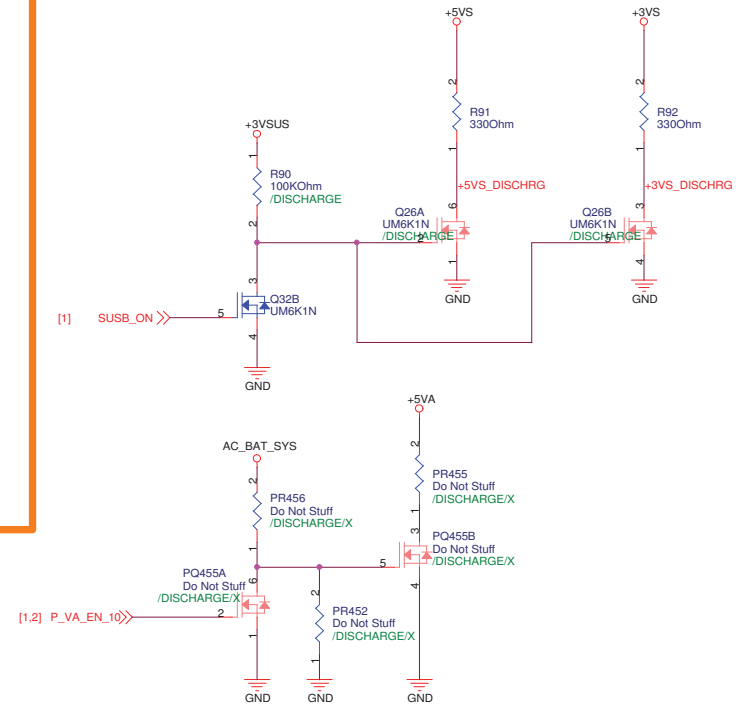 +5VS
+3VS
2
2
R91
330Ohm
R92
330Ohm
+3VSUS
1
1
1
R90
100KOhm
/DISCHARGE
+5VS_DISCHRG
+3VS_DISCHRG
2
6
3
Q26A
UM6K1N
/DISCHARGE
2
Q26B
UM6K1N
/DISCHARGE
5
1
4
GND
GND
3
Q32B
UM6K1N
[1] SUSB_ON
5
4
GND
+5VA
AC_BAT_SYS
2
PR455
Do Not Stuff
/DISCHARGE/X
2
PR456
Do Not Stuff
/DISCHARGE/X
1
1
3
PQ455B
Do Not Stuff
/DISCHARGE/X
5
PQ455A
Do Not Stuff
/DISCHARGE/X
6
4
2
PR452
Do Not Stuff
/DISCHARGE/X
[1,2] P_VA_EN_10
2
1
1
GND
GND
GND